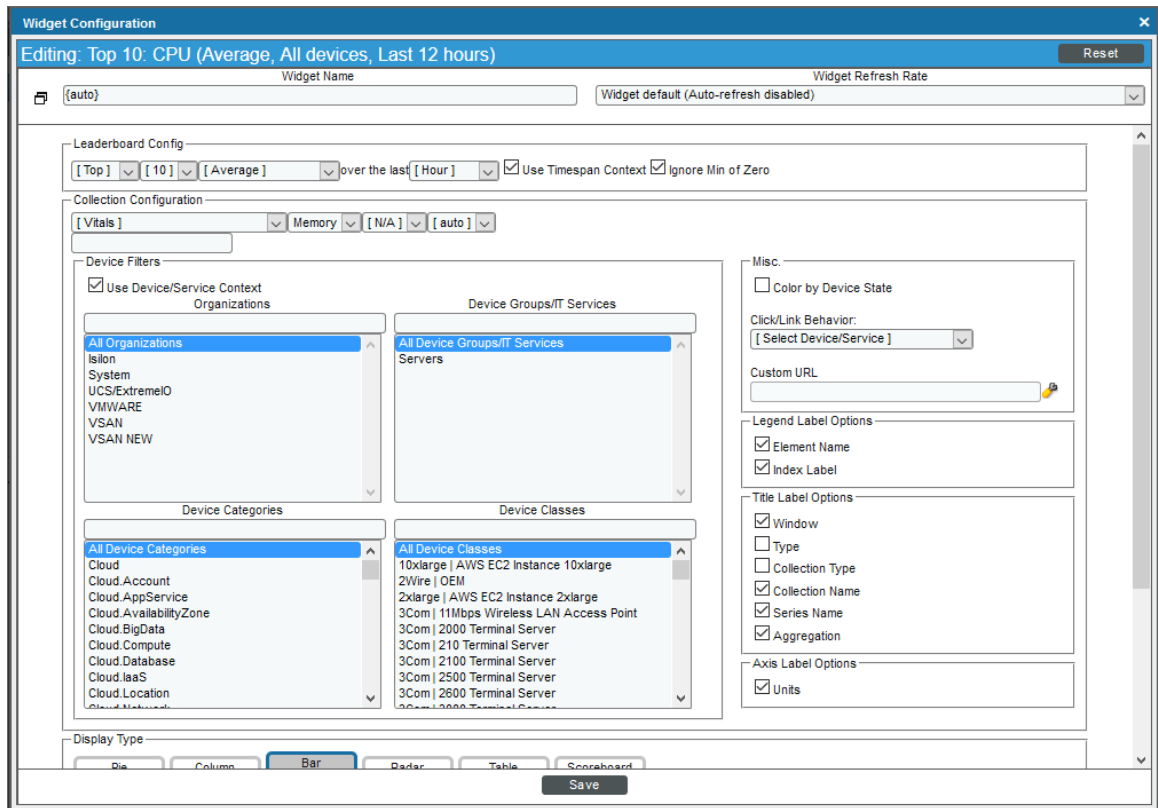 Widget Configuration ×
Editing: Top 10: CPU (Average, All devices, Last 12 hours) Reset
Widget Name Widget Refresh Rate
{auto} Widget default (Auto-refresh disabled)
Leaderboard Config
[ Top ] [ 10 ] [ Average ] over the last [ Hour ] Use Timespan Context Ignore Min of Zero
Collection Configuration
[ Vitals ] Memory [ N/A ] [ auto ]
Device Filters
Use Device/Service Context
Organizations
All Organizations
Isilon
System
UCS/ExtremeIO
VMWARE
VSAN
VSAN NEW
Device Groups/IT Services
All Device Groups/IT Services
Servers
Device Categories
All Device Categories
Cloud
Cloud.Account
Cloud.AppService
Cloud.AvailabilityZone
Cloud.BigData
Cloud.Compute
Cloud.Database
Cloud.IaaS
Cloud.Location
Cloud.Network
Device Classes
All Device Classes
10xlarge | AWS EC2 Instance 10xlarge
2Wire | OEM
2xlarge | AWS EC2 Instance 2xlarge
3Com | 11Mbps Wireless LAN Access Point
3Com | 2000 Terminal Server
3Com | 210 Terminal Server
3Com | 2100 Terminal Server
3Com | 2500 Terminal Server
3Com | 2600 Terminal Server
Misc.
Color by Device State
Click/Link Behavior:
[ Select Device/Service ]
Custom URL
Legend Label Options
Element Name
Index Label
Title Label Options
Window
Type
Collection Type
Collection Name
Series Name
Aggregation
Axis Label Options
Units
Display Type
Pie Column Bar Radar Table Scoreboard
Save